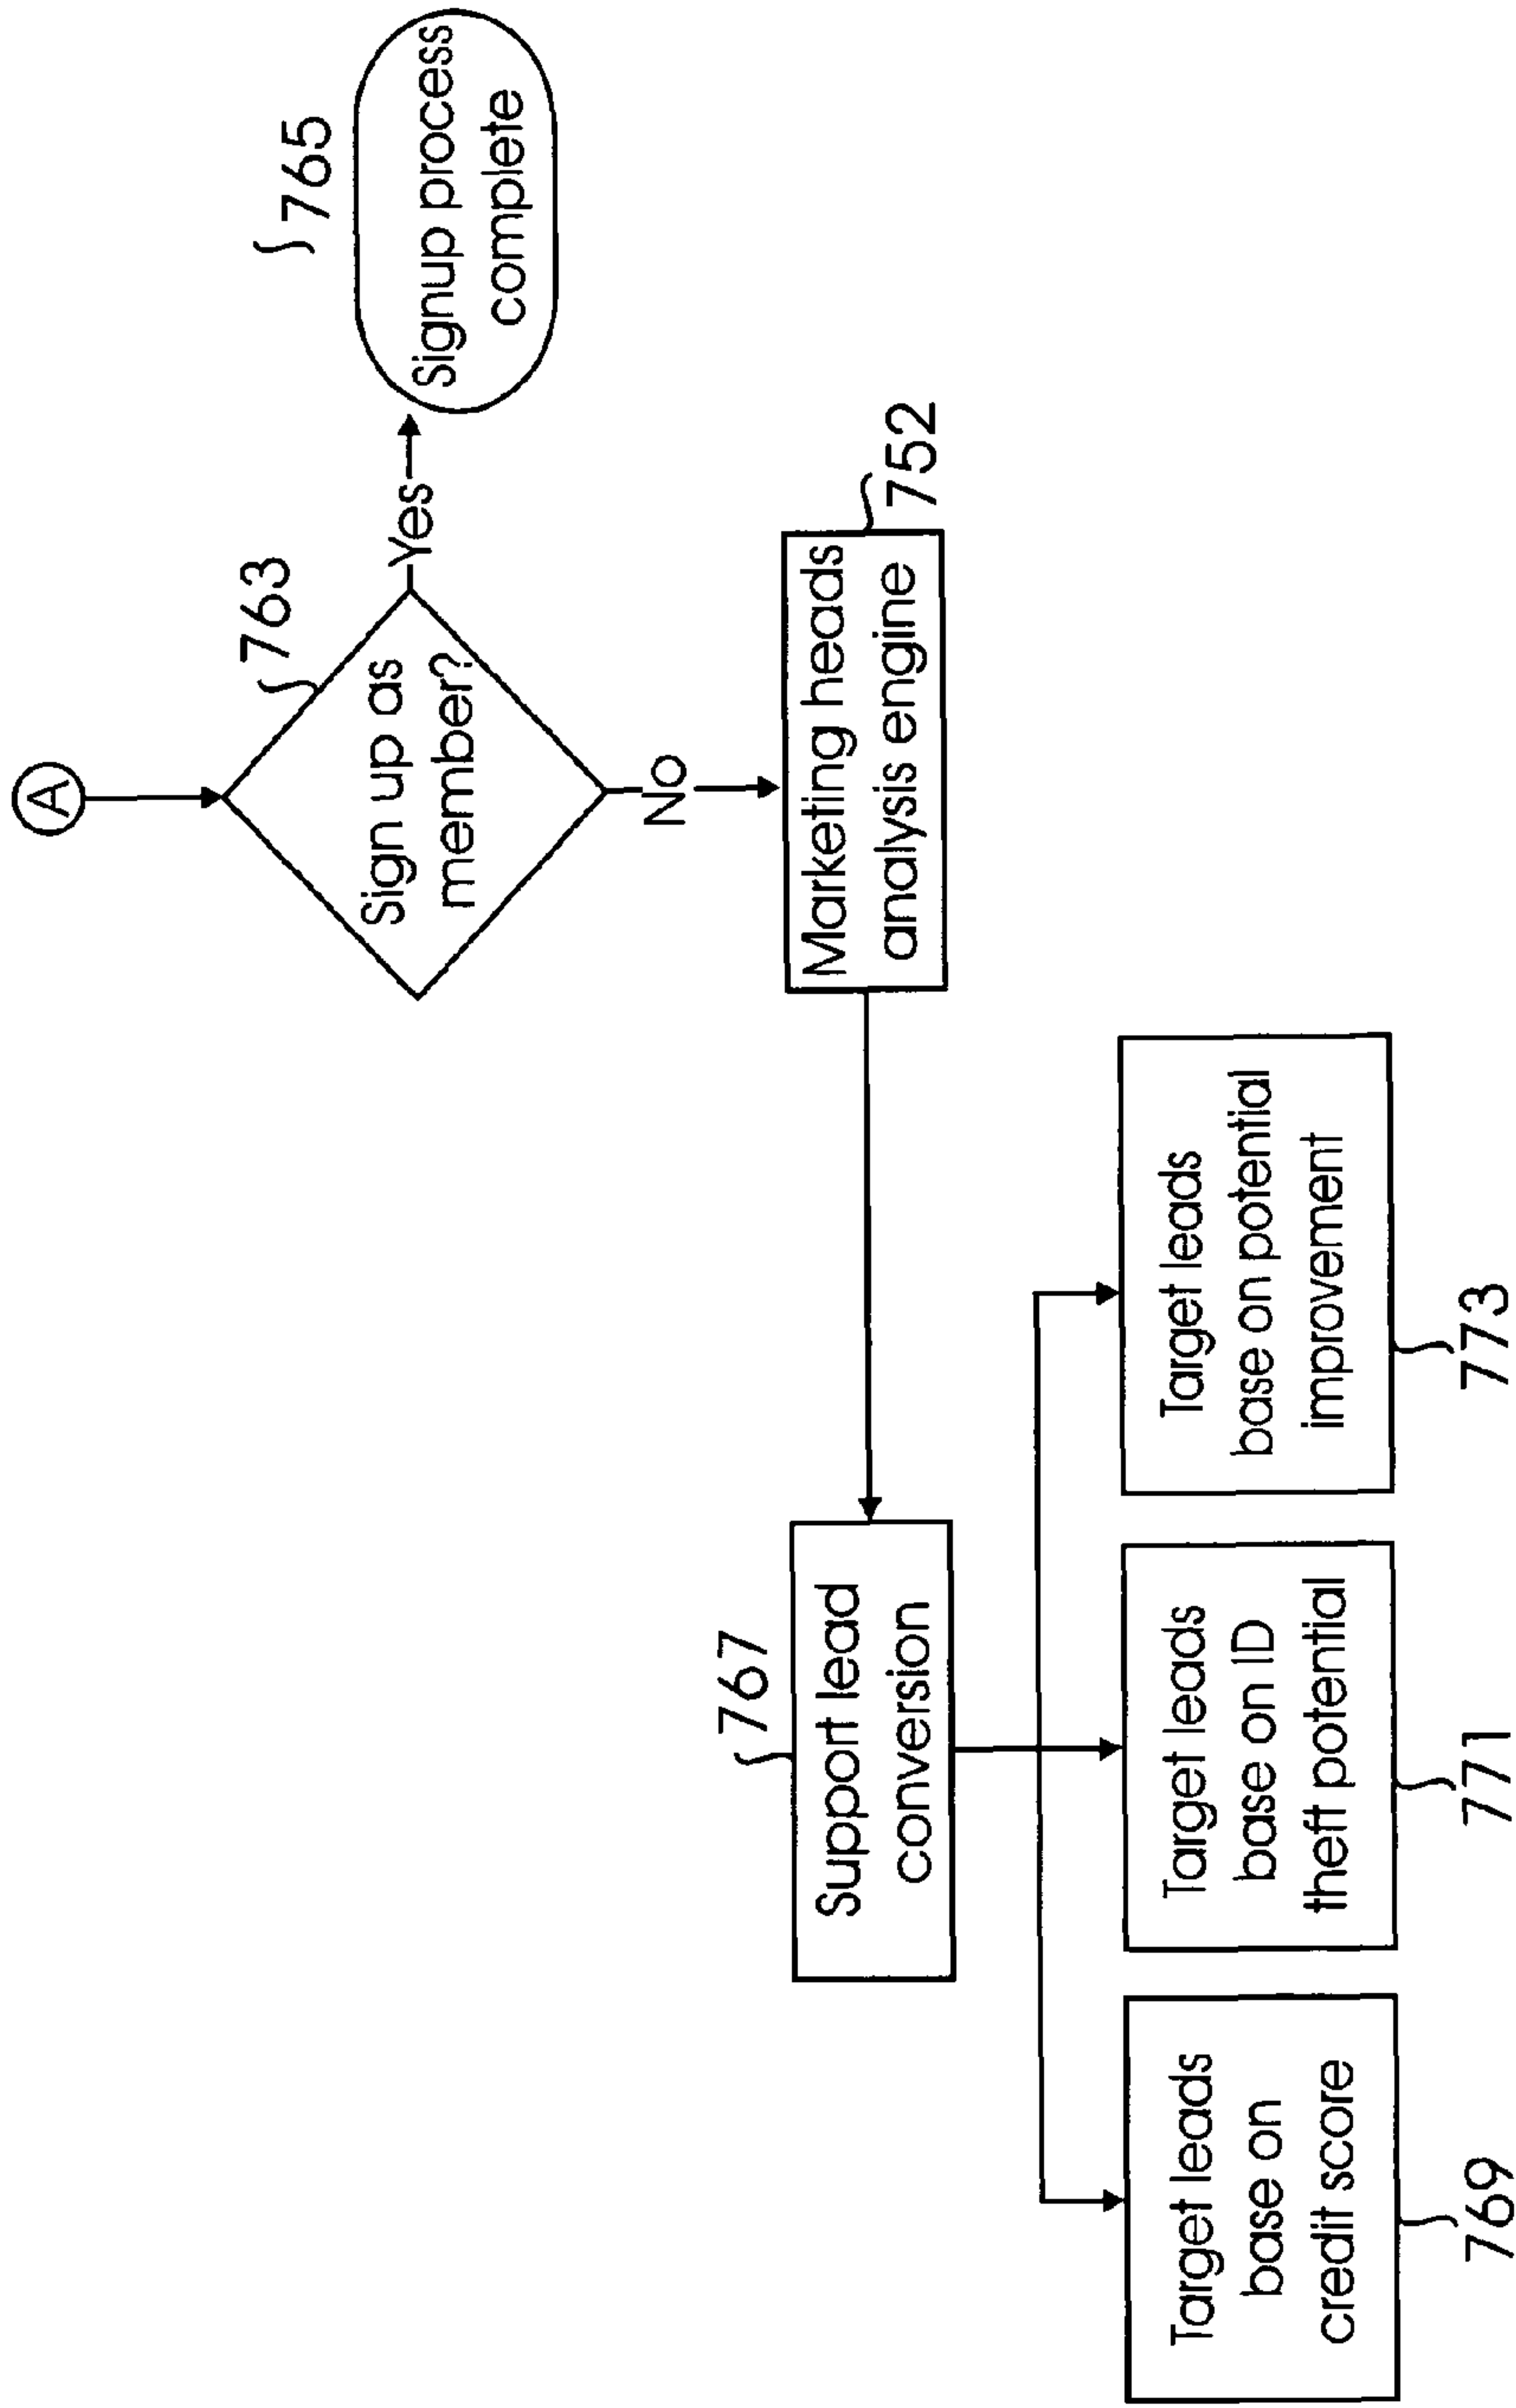 A
763
Sign up as
member?
Yes
765
Signup process
complete
No
Marketing heads
analysis engine
752
767
Support lead
conversion
Target leads
base on
credit score
769
Target leads
base on ID
theft potential
771
Target leads
base on potential
improvement
773